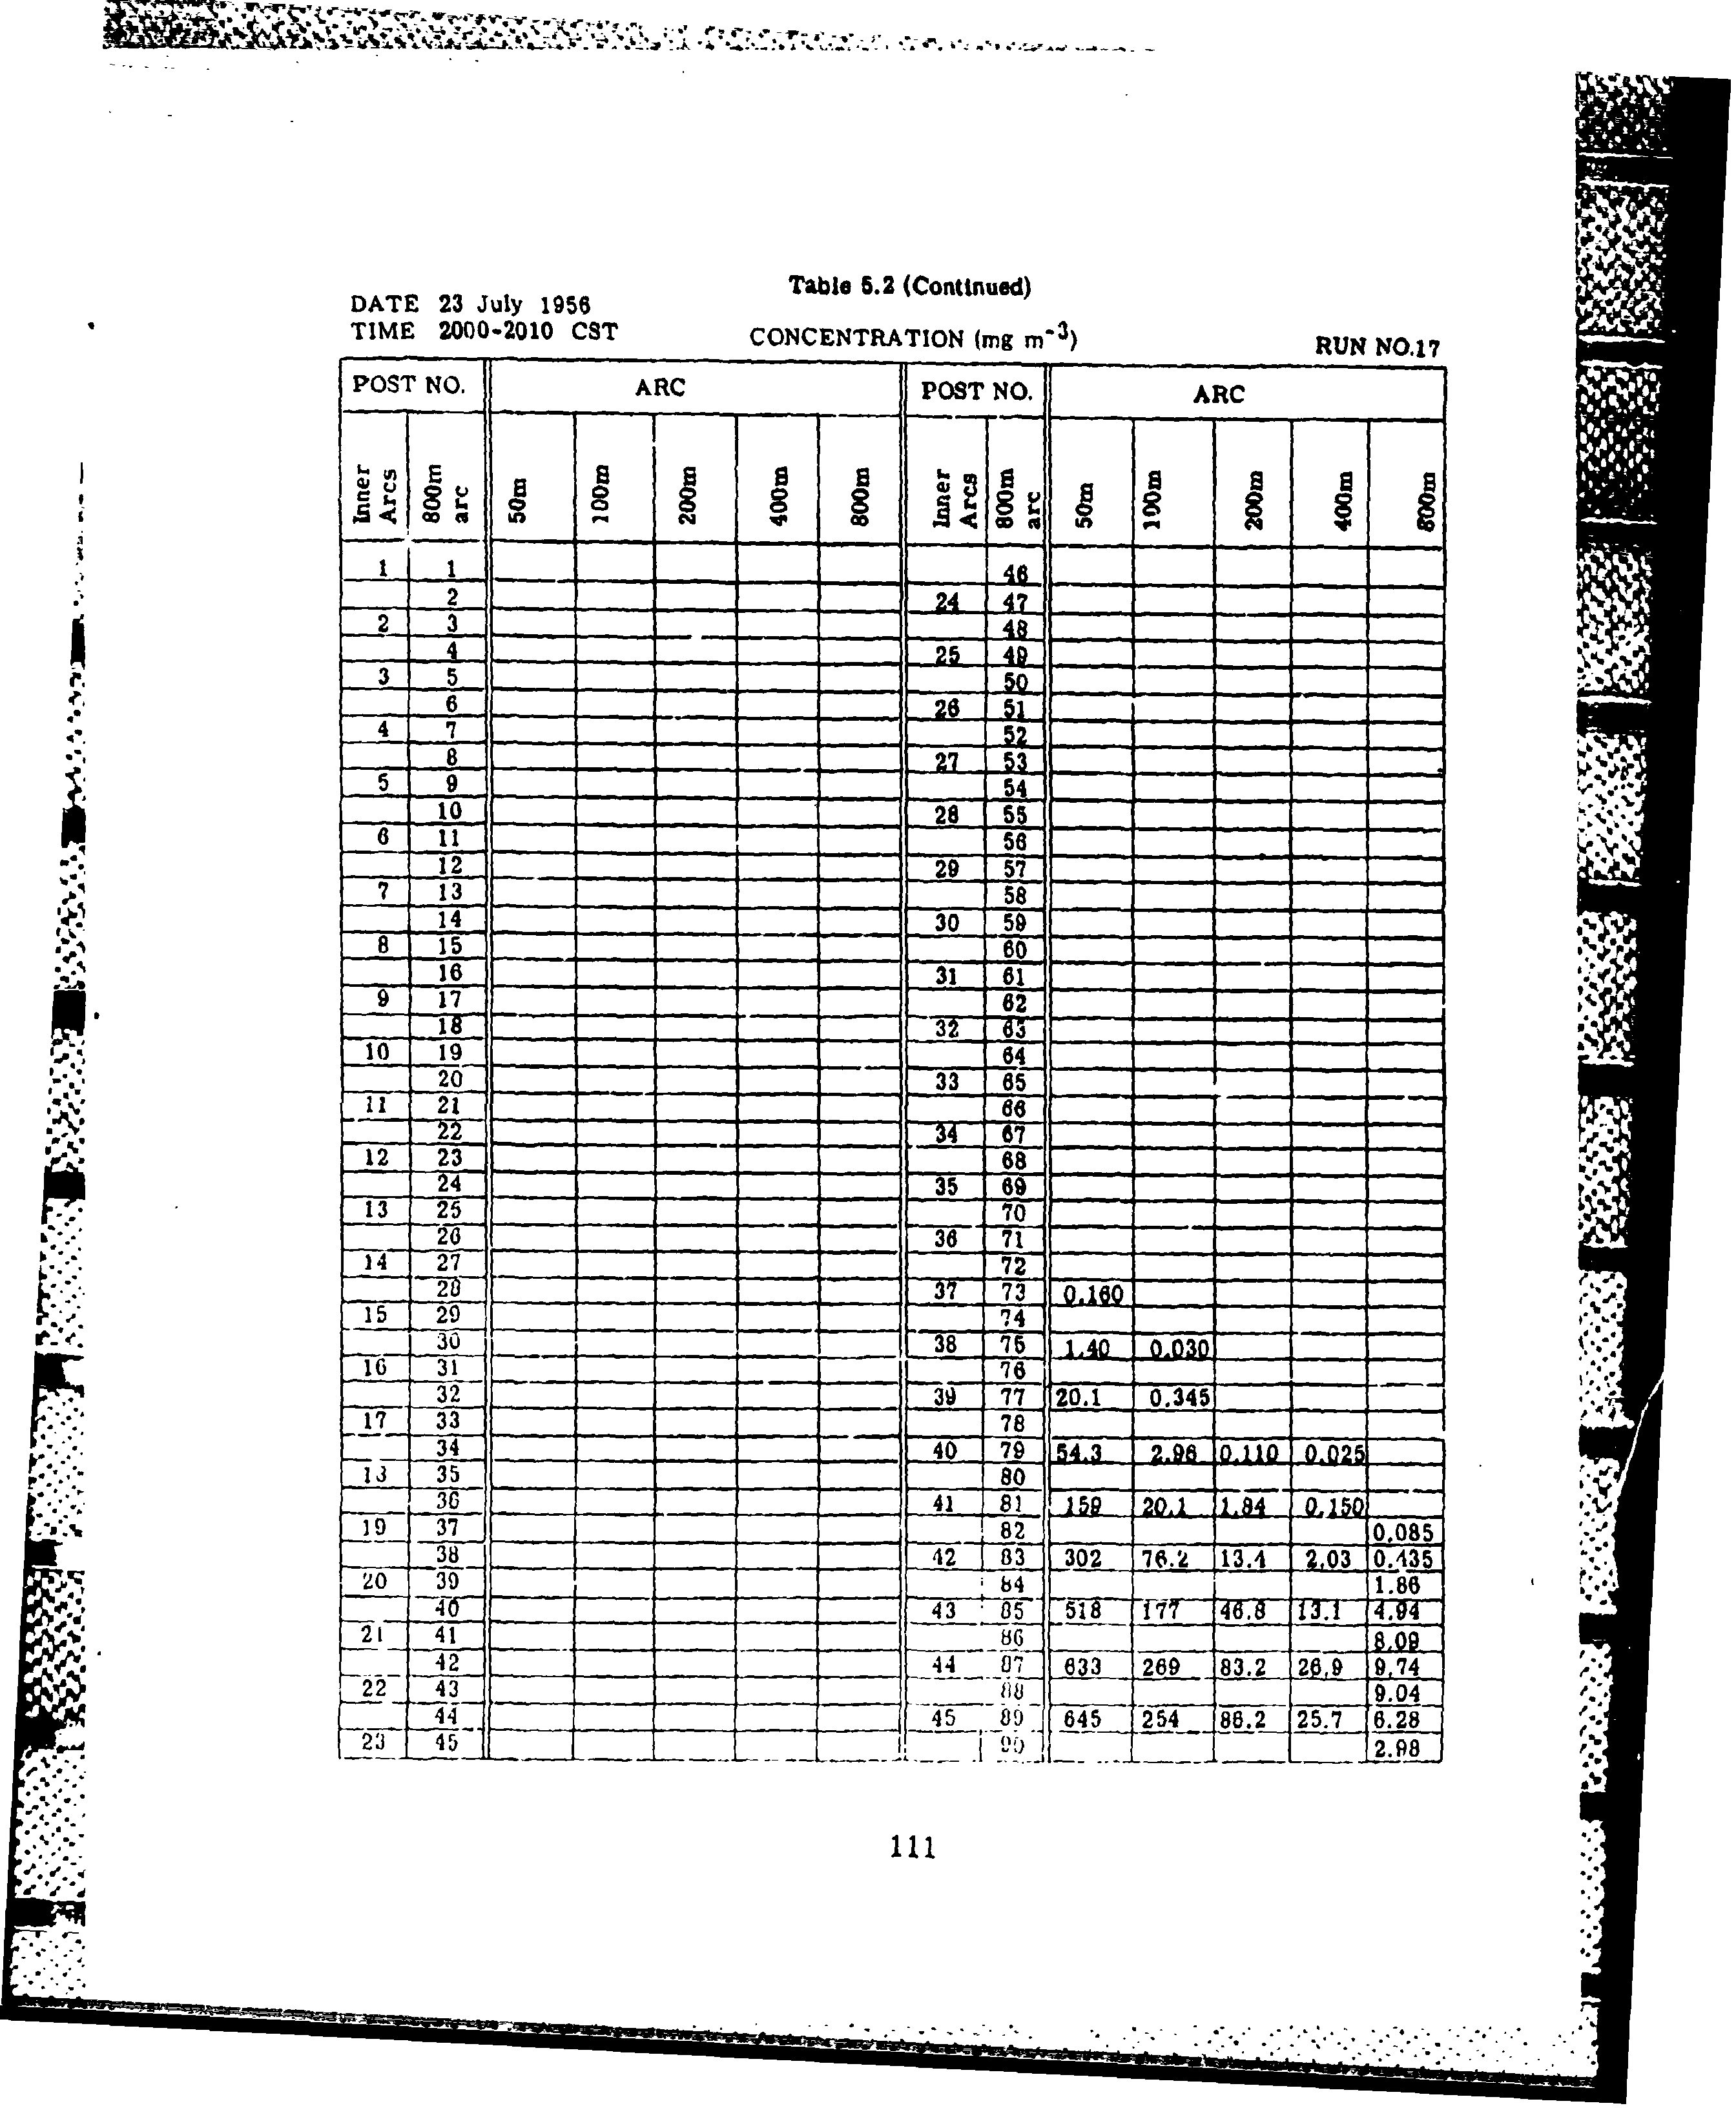 Table 5.2 (Continued)
DATE 23 July 1956
TIME 2000-2010 CST
CONCENTRATION (mg m-3)
RUN NO.17
POST NO. ARC POST NO. ARC
Inner Arcs 800m arc 50m 100m 200m 400m 800m Inner Arcs 800m arc 50m 100m 200m 400m 800m
1 1 46
2 24 47
2 3 48
4 25 49
3 5 50
6 26 51
4 7 52
8 27 53
5 9 54
10 28 55
6 11 56
12 29 57
7 13 58
14 30 59
8 15 60
16 31 61
9 17 62
18 32 63
10 19 64
20 33 65
11 21 66
22 34 67
12 23 68
24 35 69
13 25 70
26 36 71
14 27 72
28 37 73 0.160
15 29 74
30 38 75 1.40 0.030
16 31 76
32 39 77 20.1 0.345
17 33 78
34 40 79 54.3 2.96 0.110 0.025
18 35 80
36 41 81 159 20.1 1.84 0.150
19 37 82 0.085
38 42 83 302 76.2 13.4 2.03 0.435
20 39 84 1.86
40 43 85 518 177 46.8 13.1 4.94
21 41 86 8.09
42 44 87 633 269 83.2 26.9 9.74
22 43 88 9.04
44 45 89 645 254 86.2 25.7 6.28
23 45 90 2.98
111